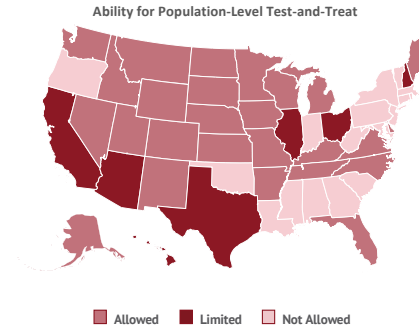 Ability for Population-Level Test-and-Treat
Allowed Limited Not Allowed